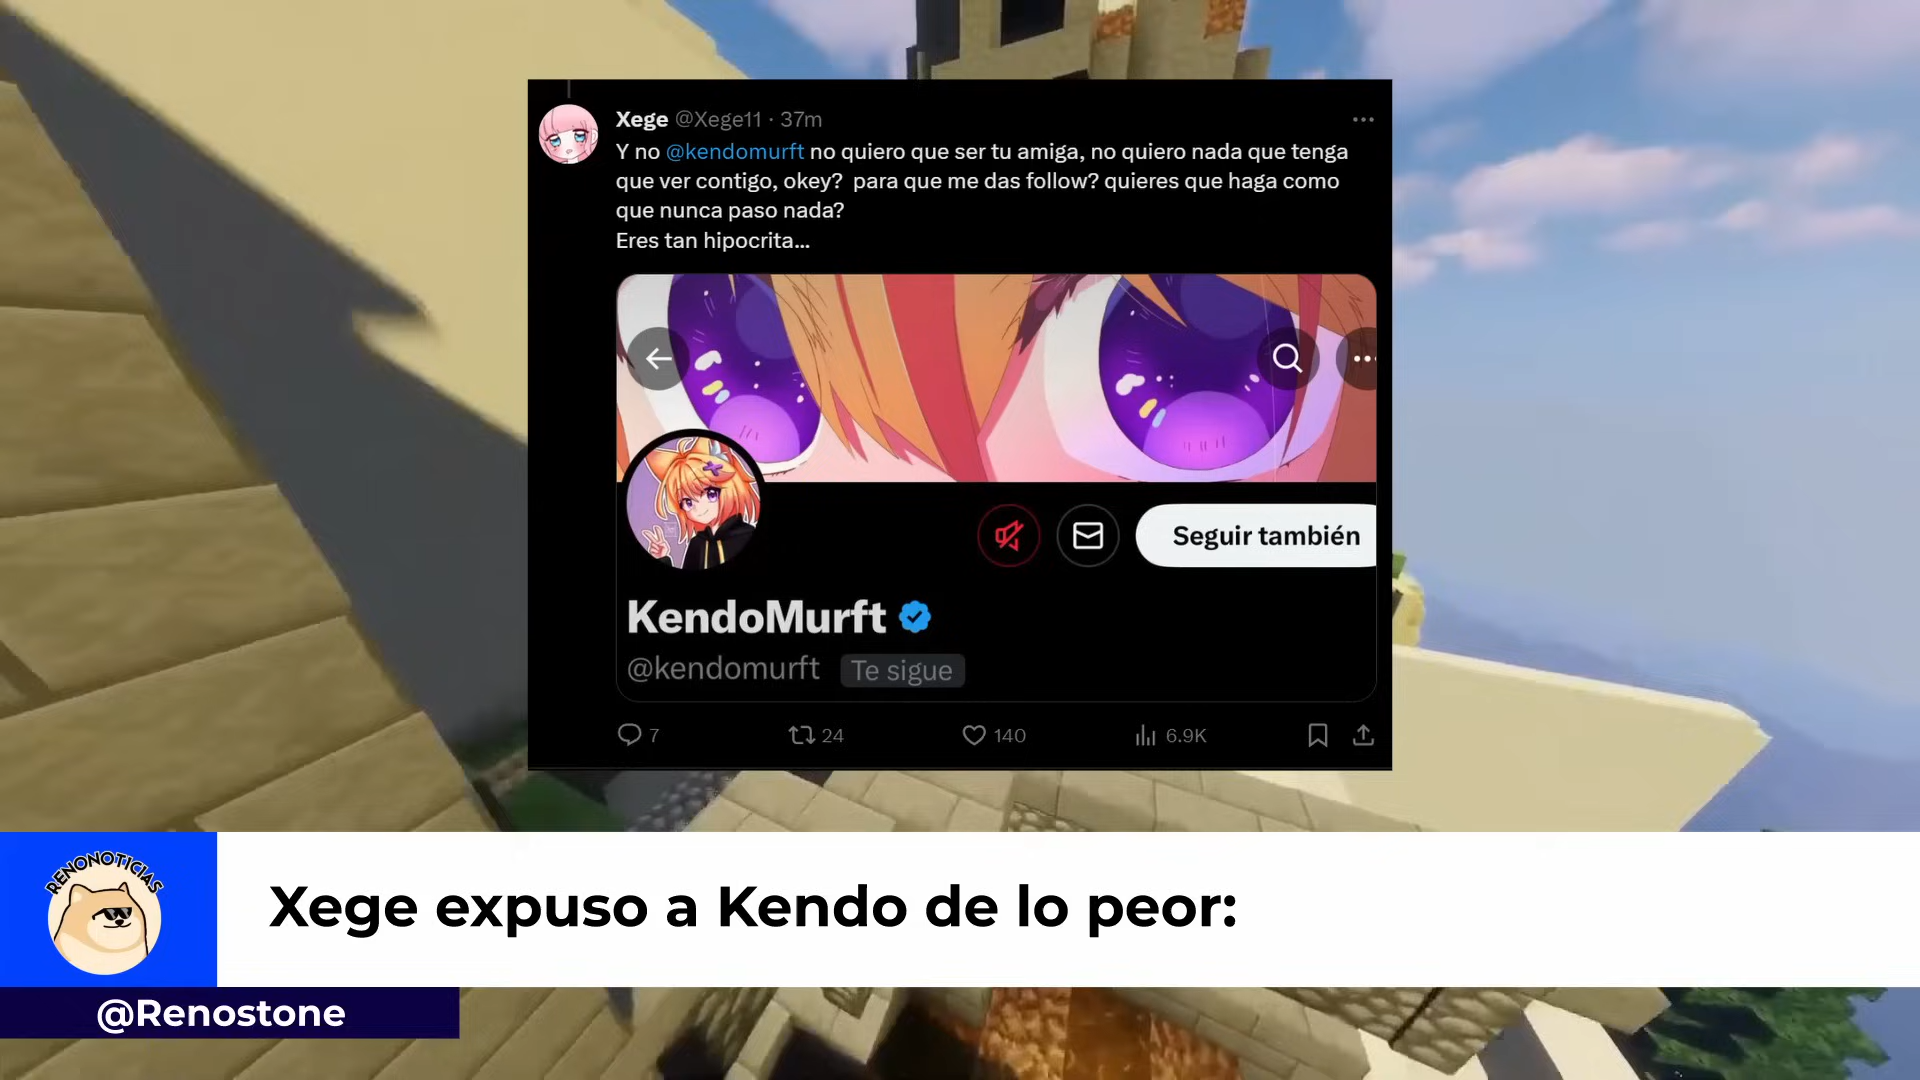 Xege @Xege11 · 37m
Y no @kendomurft no quiero que ser tu amiga, no quiero nada que tenga
que ver contigo, okey?  para que me das follow? quieres que haga como
que nunca paso nada?
Eres tan hipocrita...
Seguir también
KendoMurft
@kendomurft Te sigue
7 24 140 6.9K
RENONOTICIAS
Xege expuso a Kendo de lo peor:
@Renostone